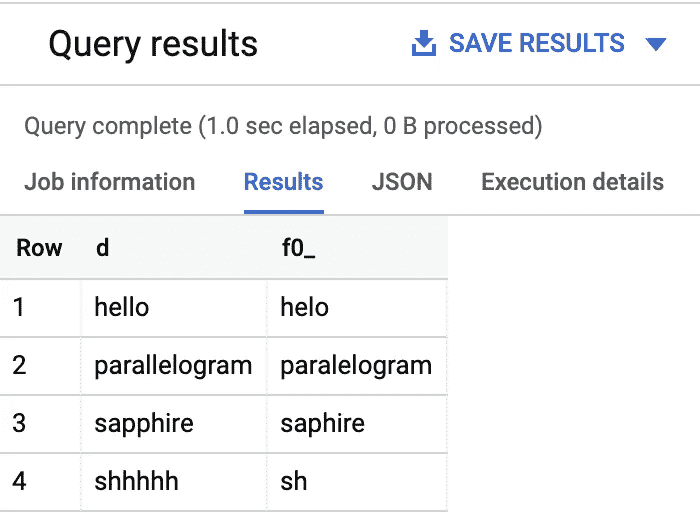 Query results SAVE RESULTS
Query complete (1.0 sec elapsed, 0 B processed)
Job information Results JSON Execution details
Row d f0_
1 hello helo
2 parallelogram paralelogram
3 sapphire saphire
4 shhhhh sh